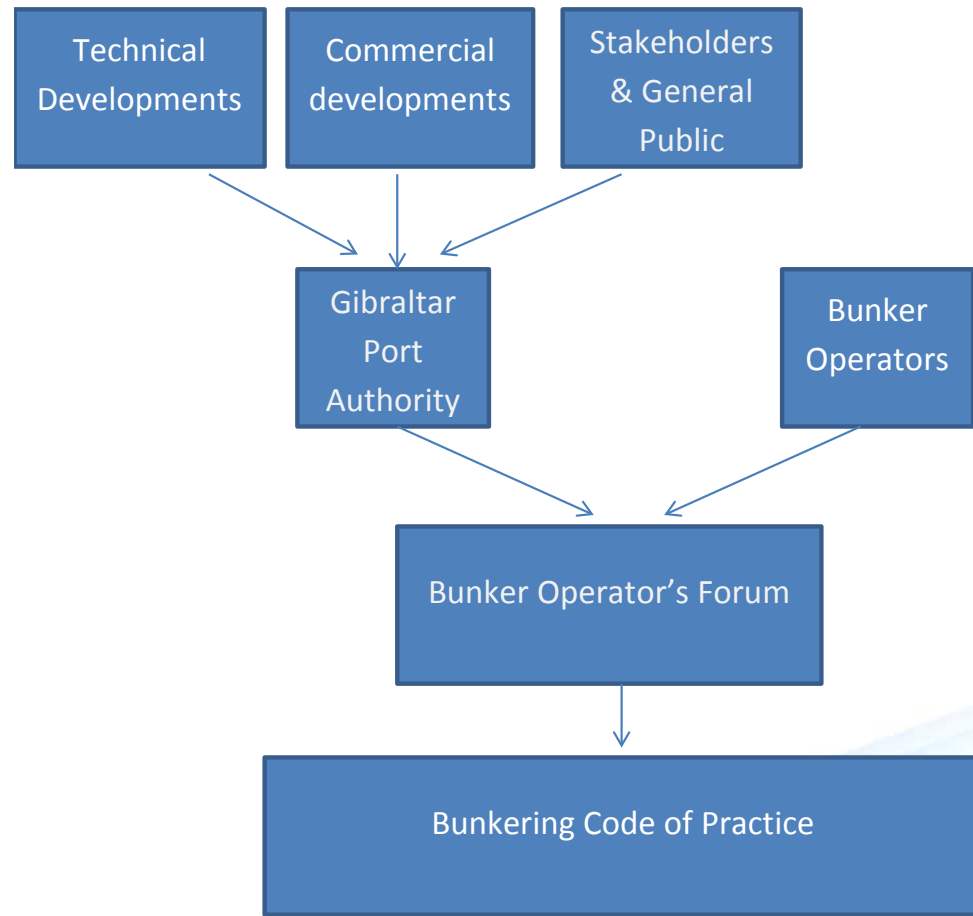 Technical
Developments
Commercial
developments
Stakeholders
& General
Public
Gibraltar
Port
Authority
Bunker
Operators
Bunker Operator’s Forum
Bunkering Code of Practice